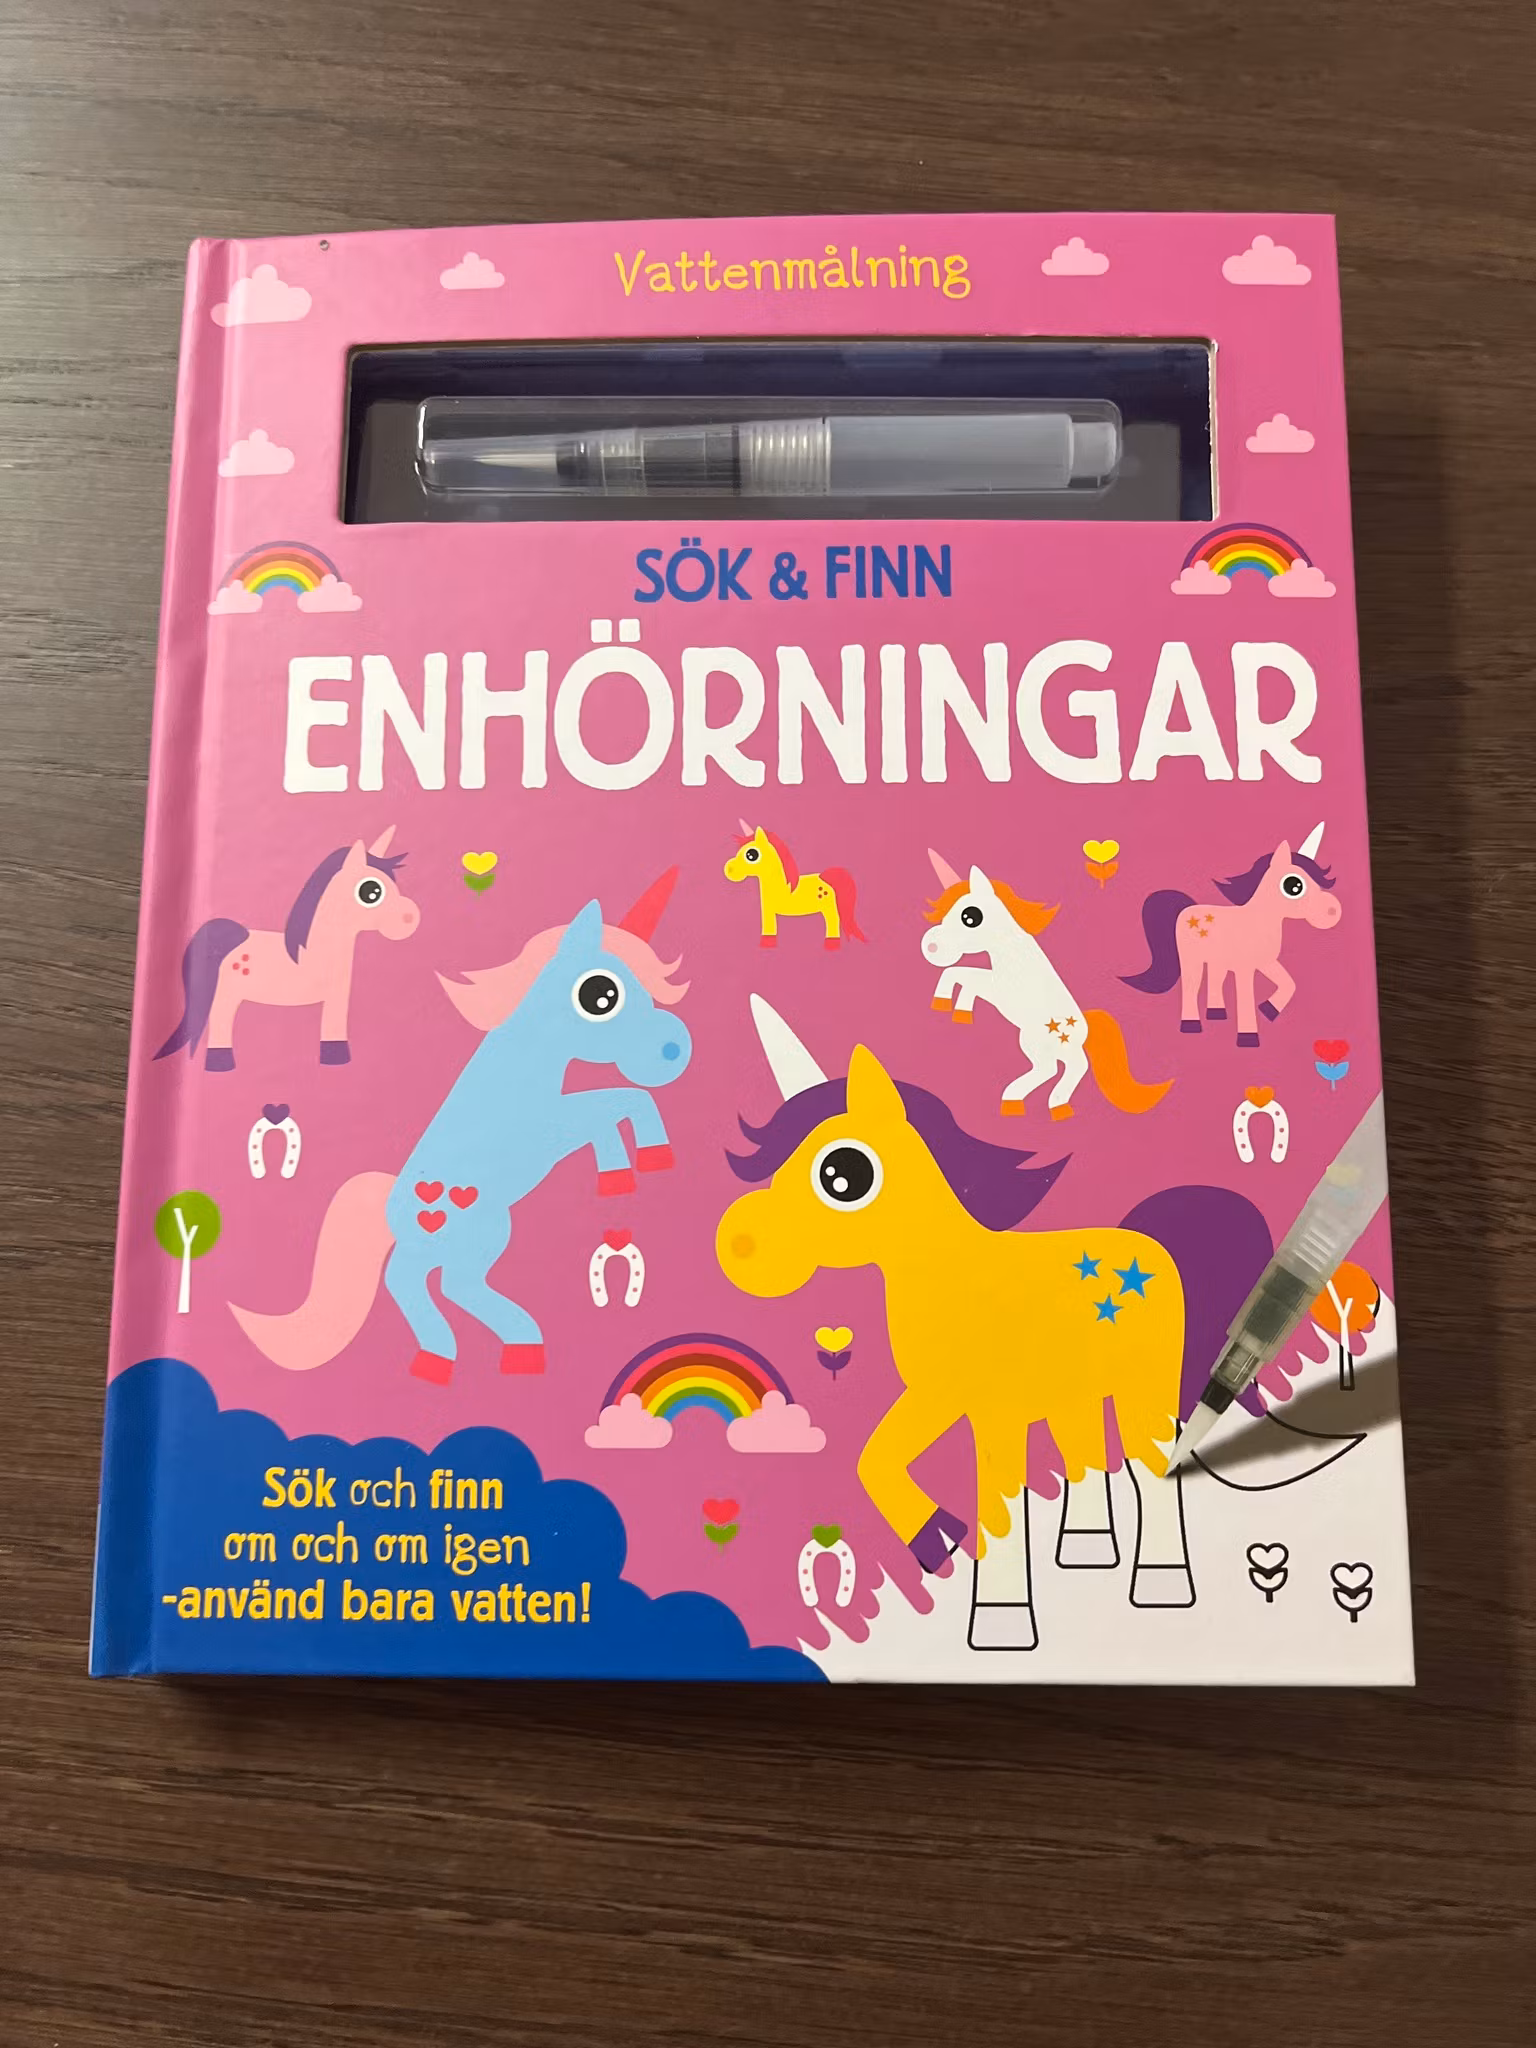 Vattenmålning
SÖK & FINN
ENHÖRNINGAR
Sök och finn
om och om igen
-använd bara vatten!